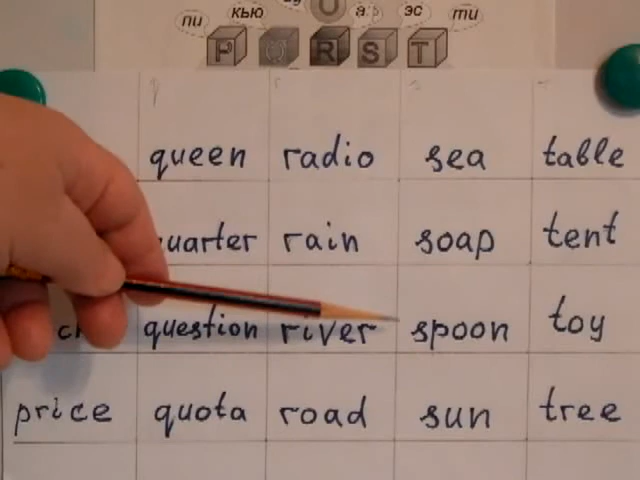 пи кью эс ти
P Q R S T
queen radio sea table
uarter rain soap tent
question river spoon toy
price quota road sun tree